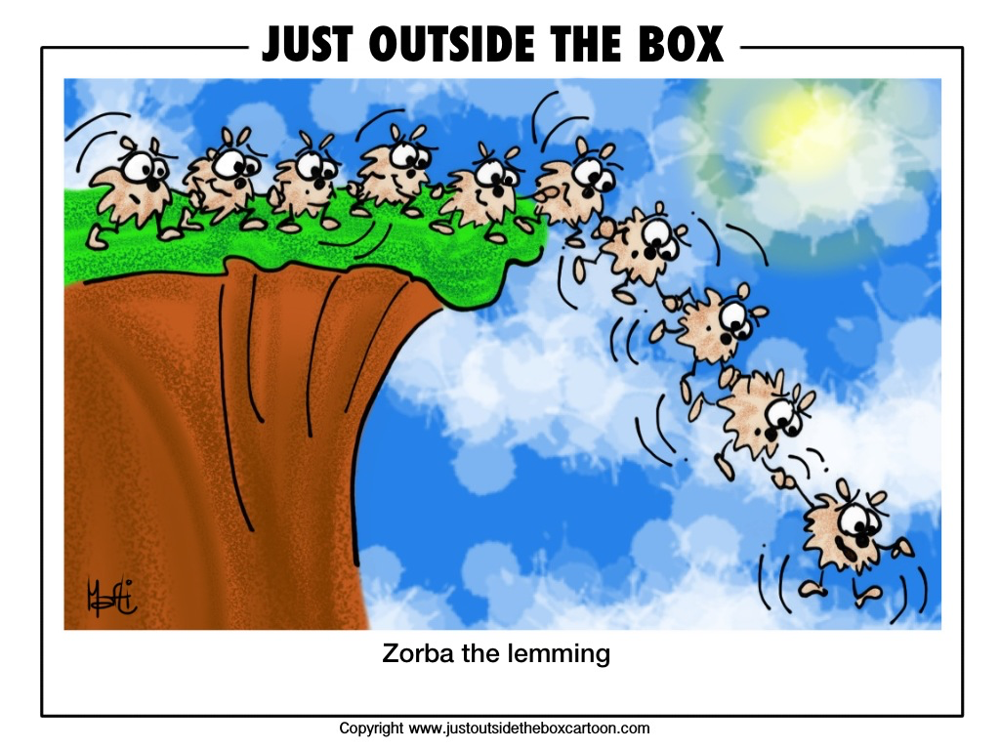 JUST OUTSIDE THE BOX
Zorba the lemming
Copyright www.justoutsidetheboxcartoon.com